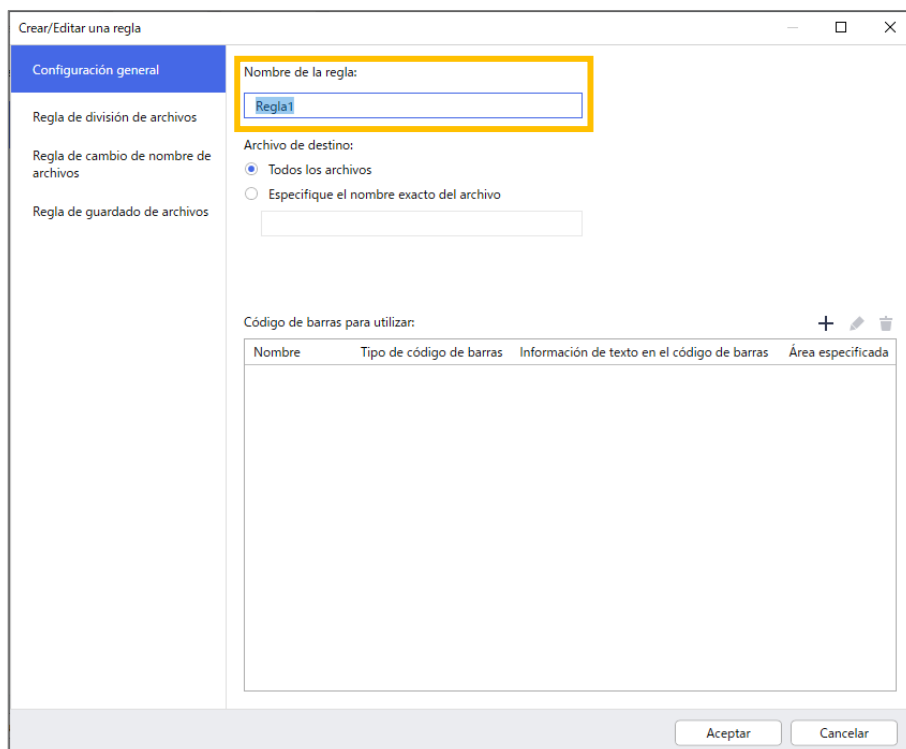 Crear/Editar una regla
Configuración general
Regla de división de archivos
Regla de cambio de nombre de
archivos
Regla de guardado de archivos
Nombre de la regla:
Regla1
Archivo de destino:
Todos los archivos
Especifique el nombre exacto del archivo
Código de barras para utilizar:
Nombre Tipo de código de barras Información de texto en el código de barras Área especificada
Aceptar Cancelar